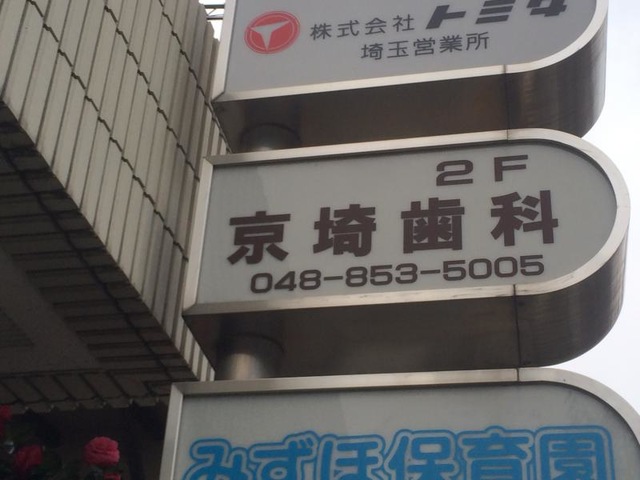 株式会社 トミタ
埼玉営業所
2F
京埼歯科
048-853-5005
みずほ保育園